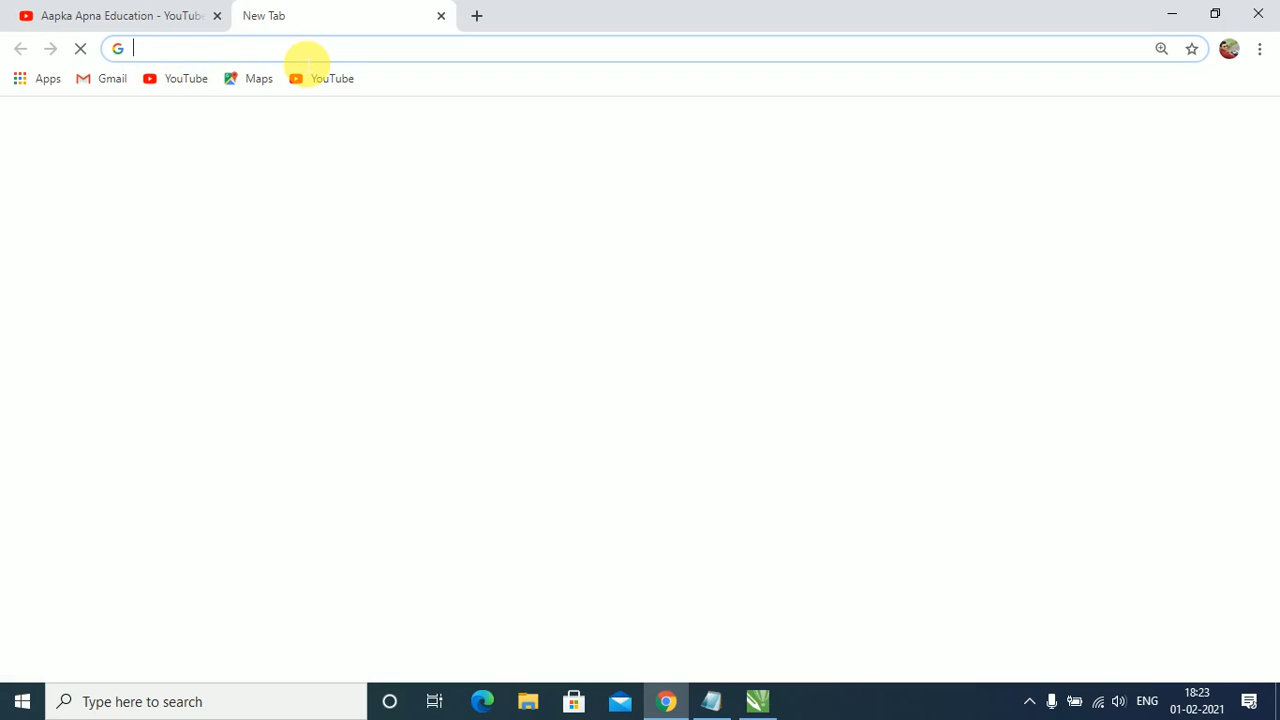 Aapka Apna Education - YouTube
New Tab
Apps
Gmail
YouTube
Maps
YouTube
Type here to search
ENG
18:23
01-02-2021